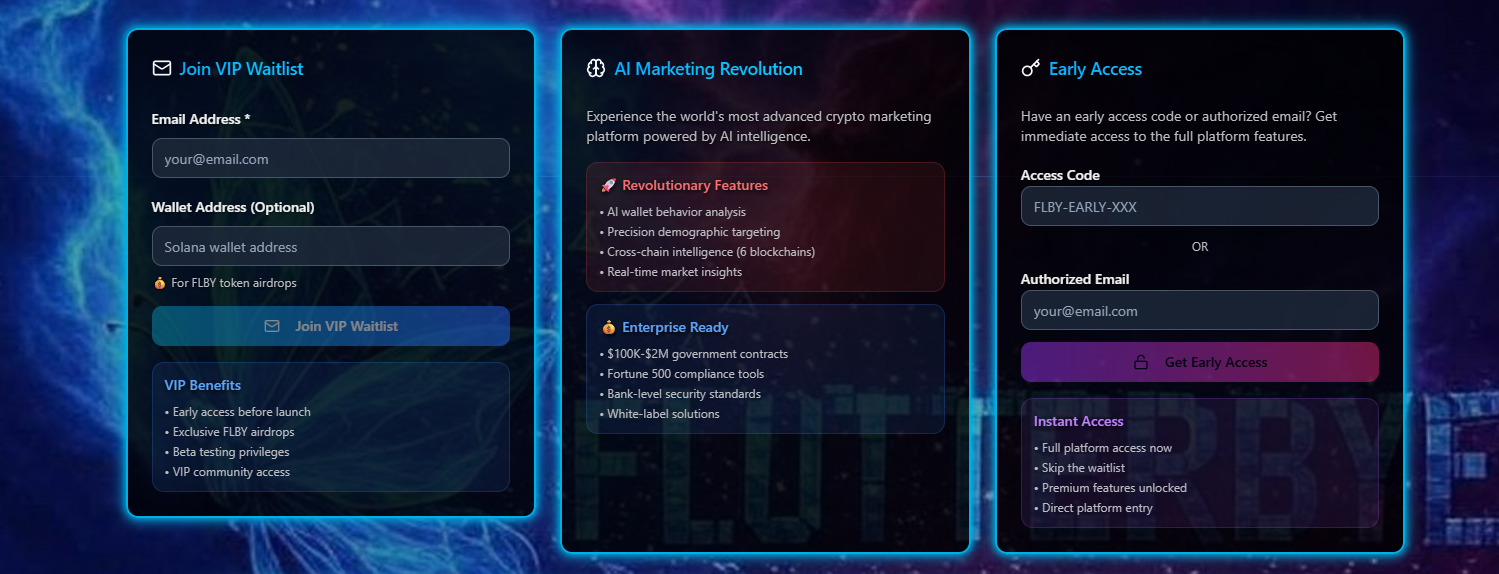 Join VIP Waitlist
Email Address *
your@email.com
Wallet Address (Optional)
Solana wallet address
💰 For FLBY token airdrops
Join VIP Waitlist
VIP Benefits
• Early access before launch
• Exclusive FLBY airdrops
• Beta testing privileges
• VIP community access
AI Marketing Revolution
Experience the world's most advanced crypto marketing
platform powered by AI intelligence.
🚀 Revolutionary Features
• AI wallet behavior analysis
• Precision demographic targeting
• Cross-chain intelligence (6 blockchains)
• Real-time market insights
💰 Enterprise Ready
• $100K-$2M government contracts
• Fortune 500 compliance tools
• Bank-level security standards
• White-label solutions
Early Access
Have an early access code or authorized email? Get
immediate access to the full platform features.
Access Code
FLBY-EARLY-XXX
OR
Authorized Email
your@email.com
Get Early Access
Instant Access
• Full platform access now
• Skip the waitlist
• Premium features unlocked
• Direct platform entry
FLUTTERBYE